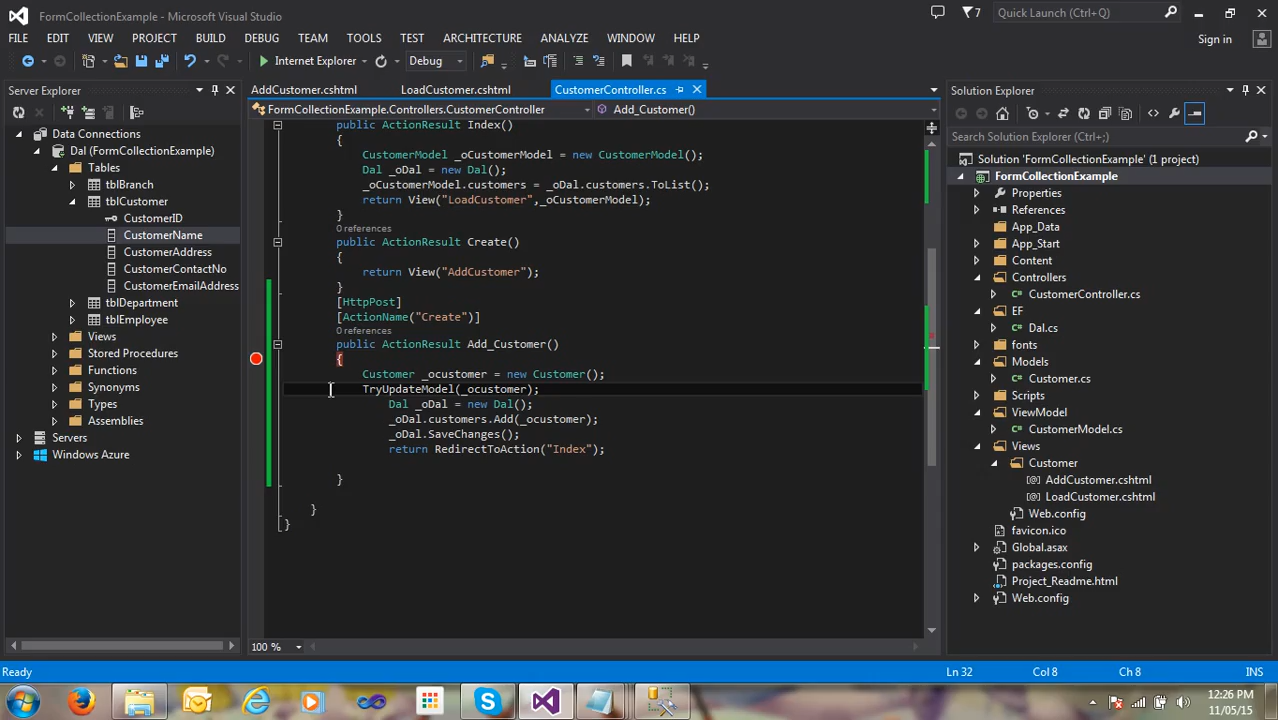 FormCollectionExample - Microsoft Visual Studio
7
Quick Launch (Ctrl+Q)
FILE EDIT VIEW PROJECT BUILD DEBUG TEAM TOOLS TEST ARCHITECTURE ANALYZE WINDOW HELP
Sign in
Internet Explorer
Debug
Server Explorer
Data Connections
Dal (FormCollectionExample)
Tables
tblBranch
tblCustomer
CustomerID
CustomerName
CustomerAddress
CustomerContactNo
CustomerEmailAddress
tblDepartment
tblEmployee
Views
Stored Procedures
Functions
Synonyms
Types
Assemblies
Servers
Windows Azure
AddCustomer.cshtml
LoadCustomer.cshtml
CustomerController.cs
FormCollectionExample.Controllers.CustomerController
Add_Customer()
public ActionResult Index()
{
CustomerModel _oCustomerModel = new CustomerModel();
Dal _oDal = new Dal();
_oCustomerModel.customers = _oDal.customers.ToList();
return View("LoadCustomer",_oCustomerModel);
}
0 references
public ActionResult Create()
{
return View("AddCustomer");
}
[HttpPost]
[ActionName("Create")]
0 references
public ActionResult Add_Customer()
{
Customer _ocustomer = new Customer();
TryUpdateModel(_ocustomer);
Dal _oDal = new Dal();
_oDal.customers.Add(_ocustomer);
_oDal.SaveChanges();
return RedirectToAction("Index");
}
}
}
100 %
Solution Explorer
Search Solution Explorer (Ctrl+;)
Solution 'FormCollectionExample' (1 project)
FormCollectionExample
Properties
References
App_Data
App_Start
Content
Controllers
C# CustomerController.cs
EF
C# Dal.cs
fonts
Models
C# Customer.cs
Scripts
ViewModel
C# CustomerModel.cs
Views
Customer
[@] AddCustomer.cshtml
[@] LoadCustomer.cshtml
Web.config
favicon.ico
Global.asax
packages.config
Project_Readme.html
Web.config
Ready
Ln 32
Col 8
Ch 8
INS
12:26 PM
11/05/15